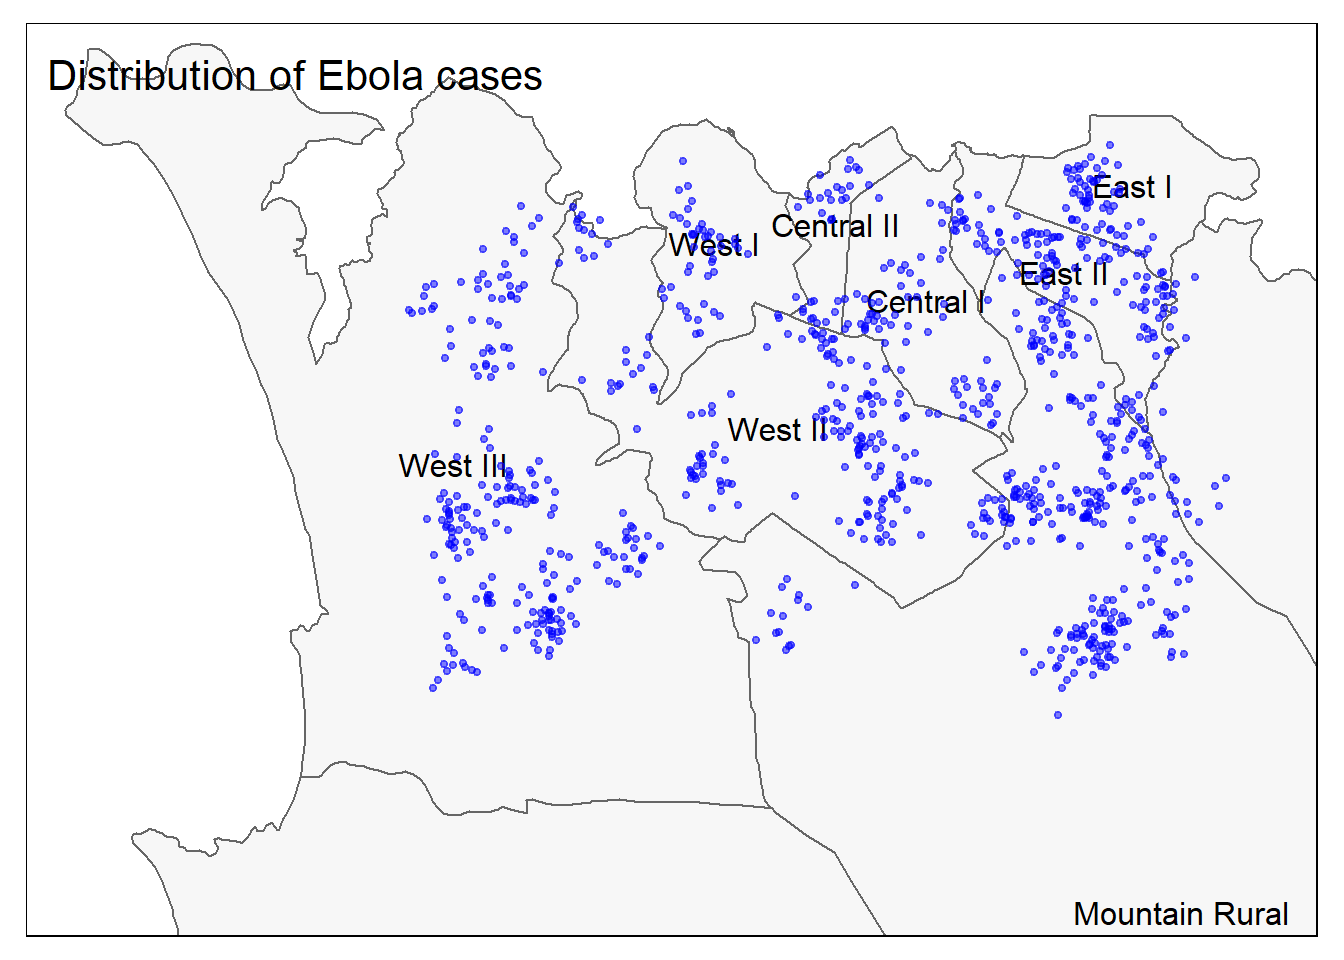 Distribution of Ebola cases
East I
Central II
West I
East II
Central I
West II
West III
Mountain Rural